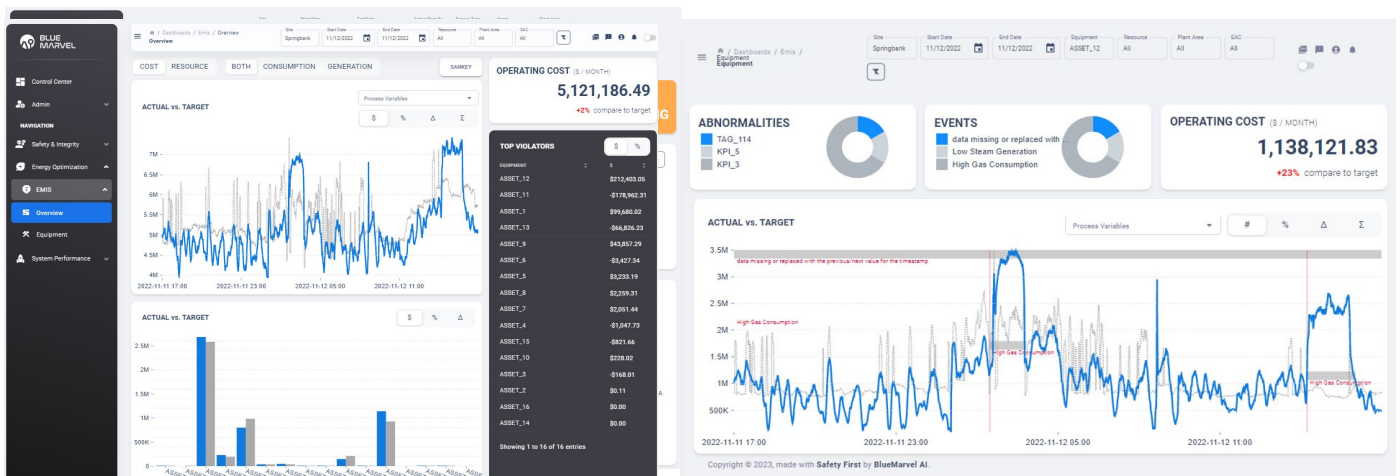 BLUE
MARVEL
Control Center
Admin
NAVIGATION
Safety & Integrity
Energy Optimization
EMIS
Overview
Equipment
System Performance
/ Dashboards / Emis / Overview
Overview
Site
Springbank
Start Date
11/12/2022
End Date
11/12/2022
Resource
All
Plant Area
All
EAC
All
COST RESOURCE BOTH CONSUMPTION GENERATION SANKEY
ACTUAL vs. TARGET
Process Variables
$ % Δ Σ
7M
6.5M
6M
5.5M
5M
4.5M
4M
2022-11-11 17:00 2022-11-11 23:00 2022-11-12 05:00 2022-11-12 11:00
ACTUAL vs. TARGET
$ % Δ
2.5M
2M
1.5M
1M
500K
0
OPERATING COST ($ / MONTH)
5,121,186.49
+2% compare to target
TOP VIOLATORS
$ %
EQUIPMENT $
ASSET_12 $212,403.05
ASSET_11 -$178,962.31
ASSET_1 $99,680.02
ASSET_13 -$66,826.23
ASSET_9 $43,857.29
ASSET_6 -$3,427.34
ASSET_5 $3,233.19
ASSET_8 $2,259.31
ASSET_7 $2,051.44
ASSET_4 -$1,047.73
ASSET_15 -$821.66
ASSET_10 $228.02
ASSET_3 -$168.01
ASSET_2 $0.11
ASSET_16 $0.00
ASSET_14 $0.00
Showing 1 to 16 of 16 entries
/ Dashboards / Emis /
Equipment
Equipment
Site
Springbank
Start Date
11/12/2022
End Date
11/12/2022
Equipment
ASSET_12
Resource
All
Plant Area
All
EAC
All
ABNORMALITIES
TAG_114
KPI_5
KPI_3
EVENTS
data missing or replaced with ...
Low Steam Generation
High Gas Consumption
OPERATING COST ($ / MONTH)
1,138,121.83
+23% compare to target
ACTUAL vs. TARGET
Process Variables
# % Δ Σ
3.5M
3M
2.5M
2M
1.5M
1M
500K
data missing or replaced with the previous/next value for the timestamp
High Gas Consumption
High Gas Consumption
High Gas Consumption
2022-11-11 17:00 2022-11-11 23:00 2022-11-12 05:00 2022-11-12 11:00
Copyright © 2023, made with Safety First by BlueMarvel AI.